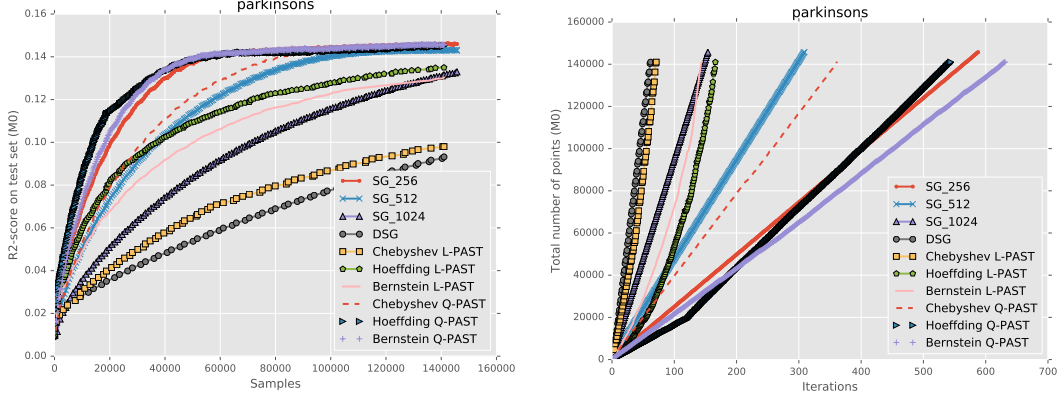 parkinsons
0.16
0.14
0.12
0.10
0.08
0.06
0.04
0.02
0.00
R2-score on test set (M0)
0
20000
40000
60000
80000
100000
120000
140000
160000
Samples
SG_256
SG_512
SG_1024
DSG
Chebyshev L-PAST
Hoeffding L-PAST
Bernstein L-PAST
Chebyshev Q-PAST
Hoeffding Q-PAST
Bernstein Q-PAST
parkinsons
160000
140000
120000
100000
80000
60000
40000
20000
0
Total number of points (M0)
0
100
200
300
400
500
600
700
Iterations
SG_256
SG_512
SG_1024
DSG
Chebyshev L-PAST
Hoeffding L-PAST
Bernstein L-PAST
Chebyshev Q-PAST
Hoeffding Q-PAST
Bernstein Q-PAST